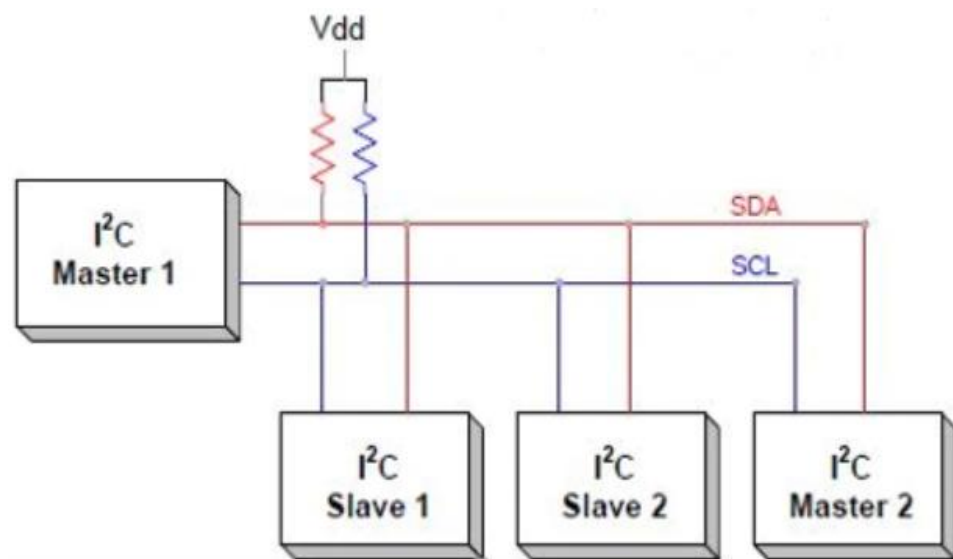 Vdd
I²C
Master 1
SDA
SCL
I²C
Slave 1
I²C
Slave 2
I²C
Master 2